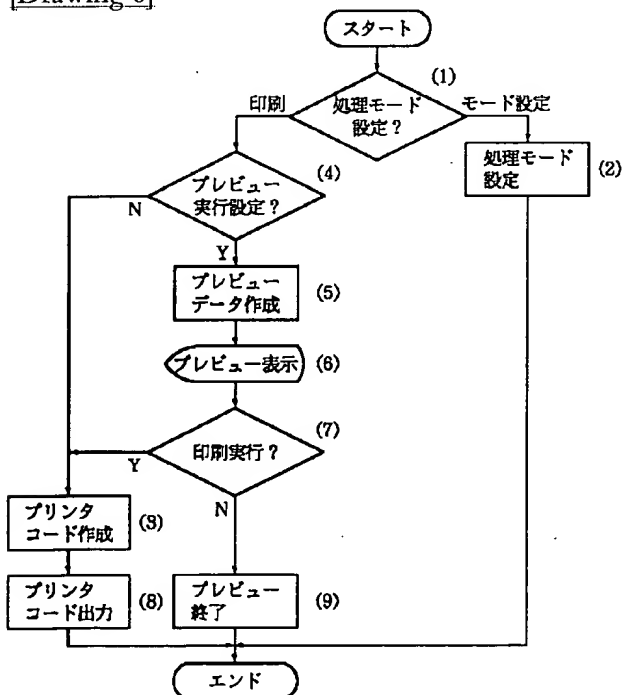 [Drawing 6]
スタート
(1)
印刷
処理モード
設定？
モード設定
処理モード
設定
(2)
(4)
プレビュー
実行設定？
N
Y
プレビュー
データ作成
(5)
プレビュー表示
(6)
(7)
印刷実行？
Y
N
プリンタ
コード作成
(3)
プリンタ
コード出力
(8)
プレビュー
終了
(9)
エンド